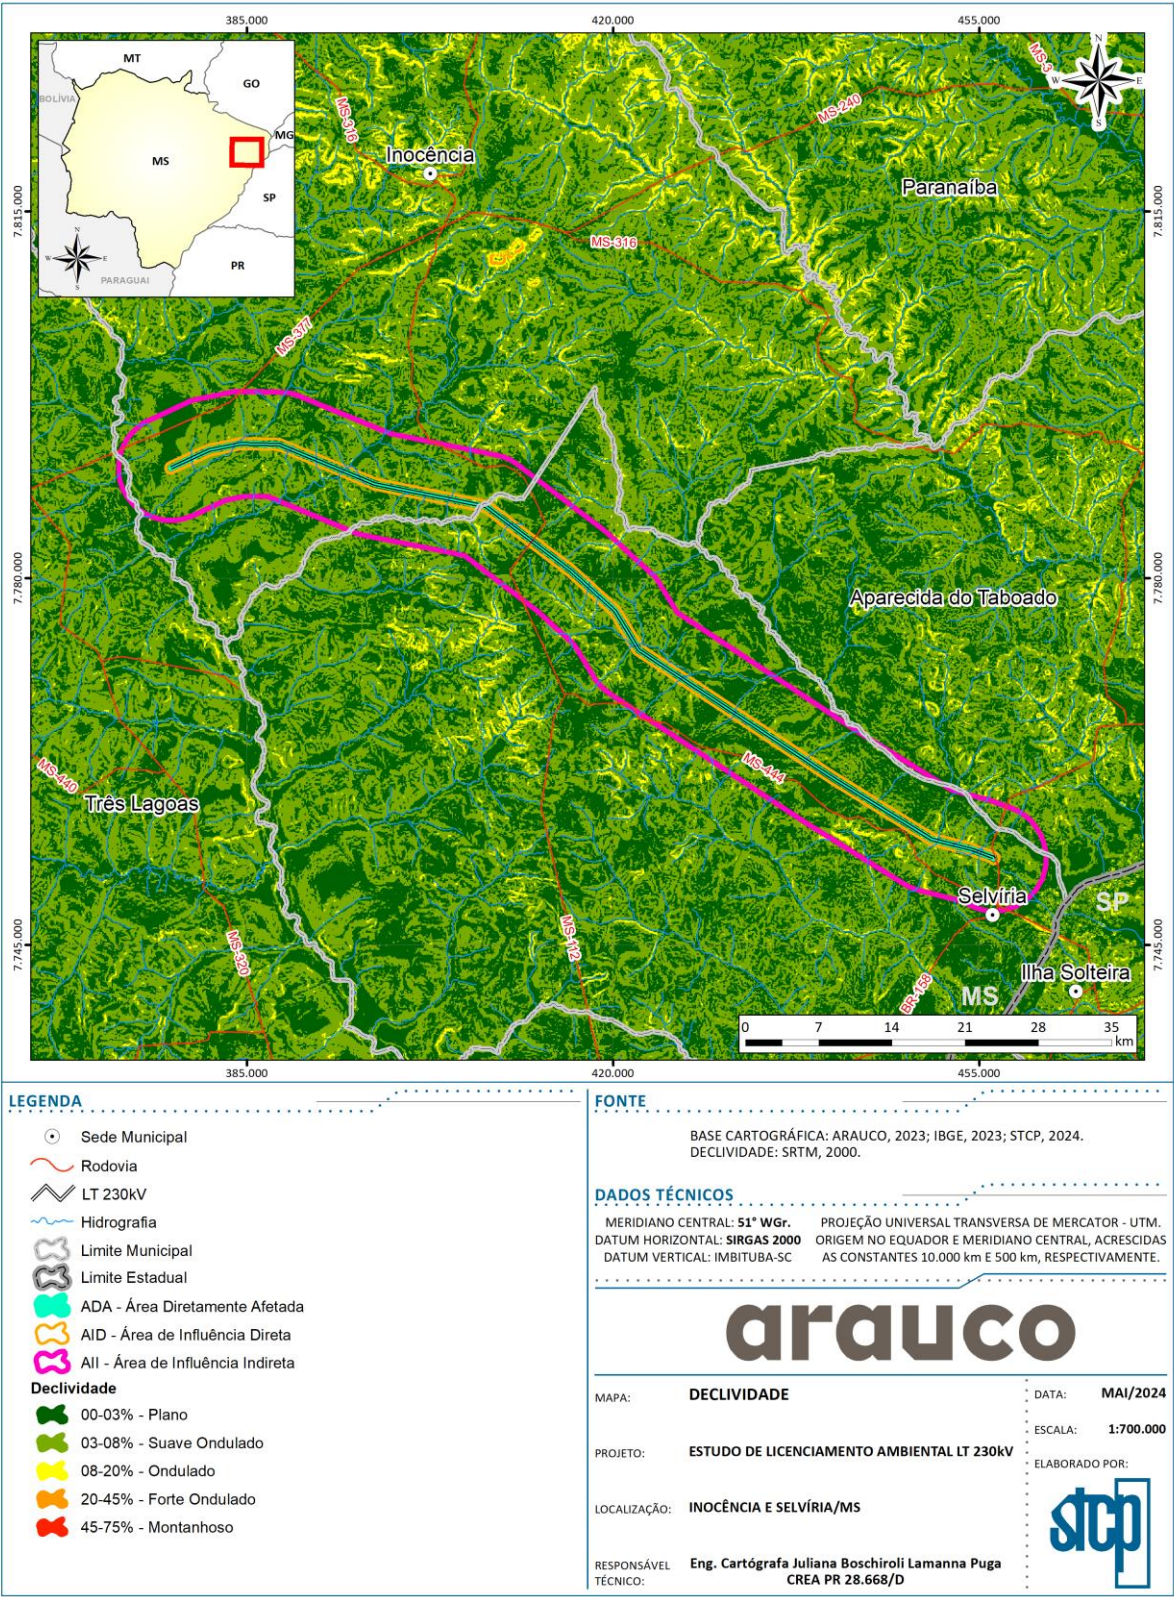 385.000
420.000
455.000
7.815.000
7.780.000
7.745.000
7.815.000
7.780.000
7.745.000
385.000
420.000
455.000
MT
GO
BOLÍVIA
MG
MS
SP
PR
PARAGUAI
N
W
E
S
N
W
E
S
MS-316
Inocência
MS-240
MS-3
Paranaíba
MS-316
MS-377
Aparecida do Taboado
MS-440
Três Lagoas
MS-444
Selvíria
SP
MS-320
MS-112
BR-158
MS
Ilha Solteira
0 7 14 21 28 35
km
LEGENDA
Sede Municipal
Rodovia
LT 230kV
Hidrografia
Limite Municipal
Limite Estadual
ADA - Área Diretamente Afetada
AID - Área de Influência Direta
AII - Área de Influência Indireta
Declividade
00-03% - Plano
03-08% - Suave Ondulado
08-20% - Ondulado
20-45% - Forte Ondulado
45-75% - Montanhoso
FONTE
BASE CARTOGRÁFICA: ARAUCO, 2023; IBGE, 2023; STCP, 2024.
DECLIVIDADE: SRTM, 2000.
DADOS TÉCNICOS
MERIDIANO CENTRAL: 51° WGr.
DATUM HORIZONTAL: SIRGAS 2000
DATUM VERTICAL: IMBITUBA-SC
PROJEÇÃO UNIVERSAL TRANSVERSA DE MERCATOR - UTM.
ORIGEM NO EQUADOR E MERIDIANO CENTRAL, ACRESCIDAS
AS CONSTANTES 10.000 km E 500 km, RESPECTIVAMENTE.
arauco
MAPA: DECLIVIDADE
DATA: MAI/2024
ESCALA: 1:700.000
PROJETO: ESTUDO DE LICENCIAMENTO AMBIENTAL LT 230kV
ELABORADO POR:
stcp
LOCALIZAÇÃO: INOCÊNCIA E SELVÍRIA/MS
RESPONSÁVEL
TÉCNICO:
Eng. Cartógrafa Juliana Boschiroli Lamanna Puga
CREA PR 28.668/D